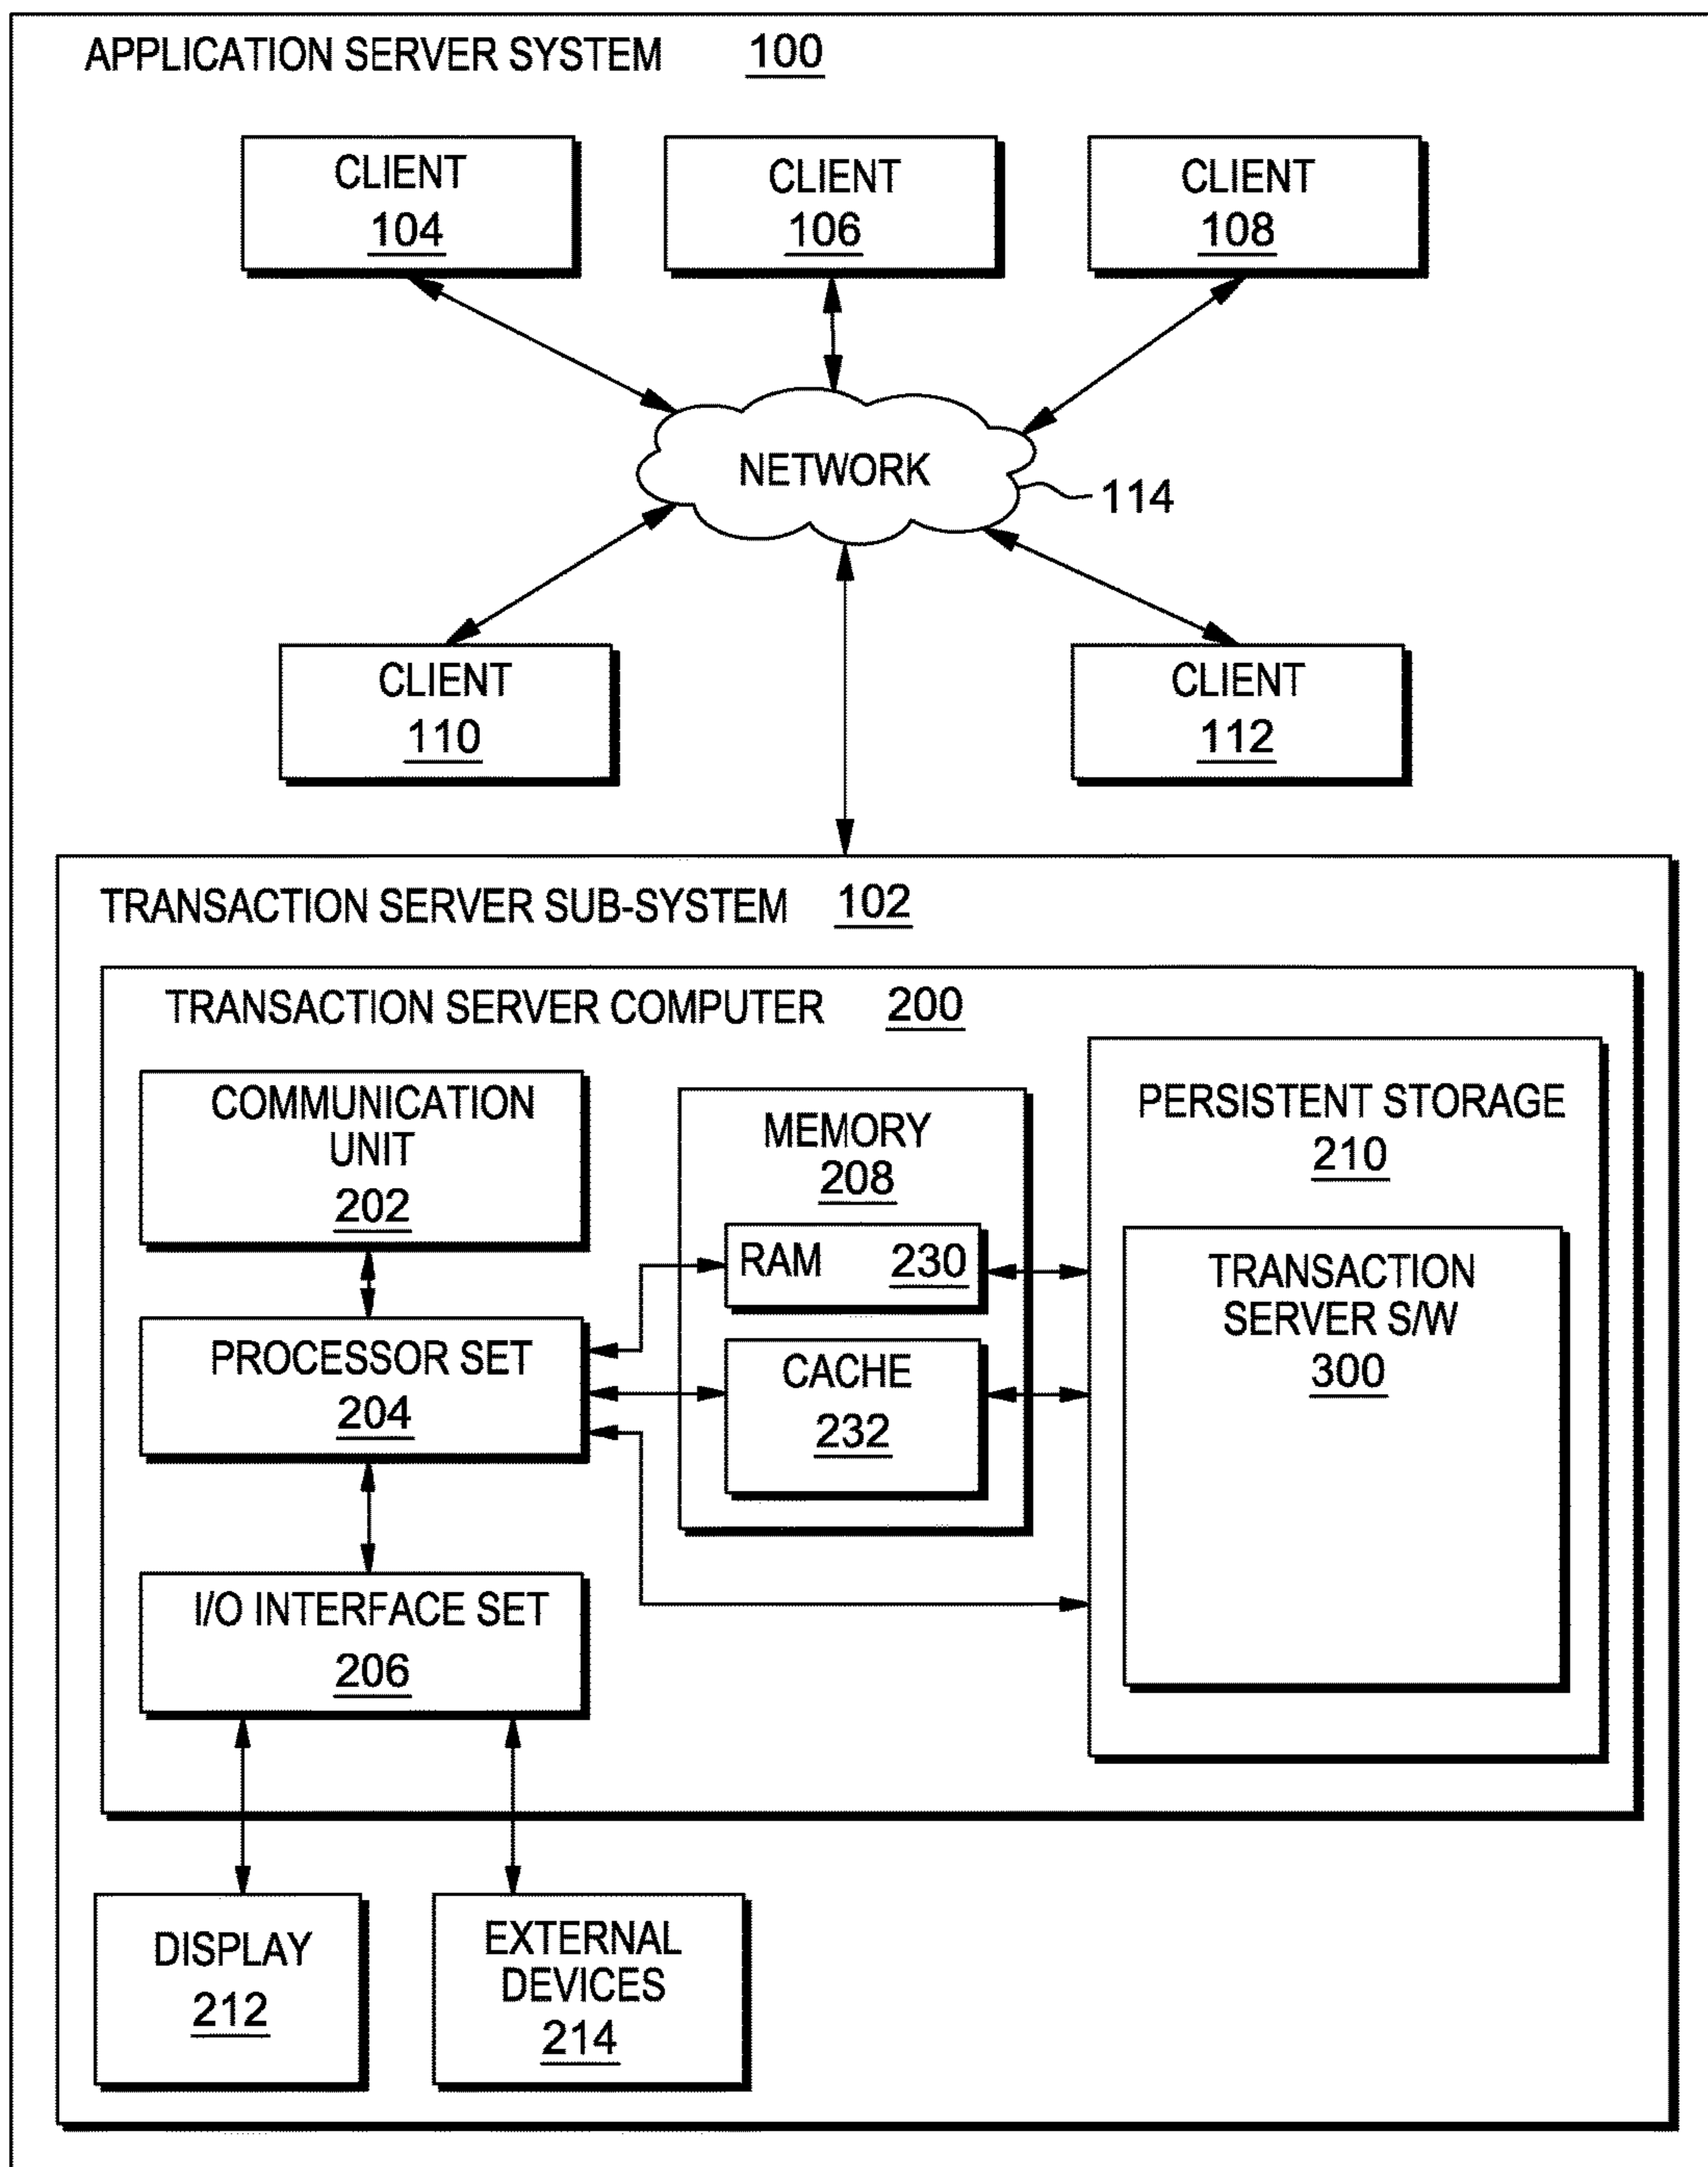 APPLICATION SERVER SYSTEM 100
CLIENT
104
CLIENT
106
CLIENT
108
NETWORK
114
CLIENT
110
CLIENT
112
TRANSACTION SERVER SUB-SYSTEM 102
TRANSACTION SERVER COMPUTER 200
COMMUNICATION
UNIT
202
PROCESSOR SET
204
I/O INTERFACE SET
206
MEMORY
208
RAM 230
CACHE
232
PERSISTENT STORAGE
210
TRANSACTION
SERVER S/W
300
DISPLAY
212
EXTERNAL
DEVICES
214